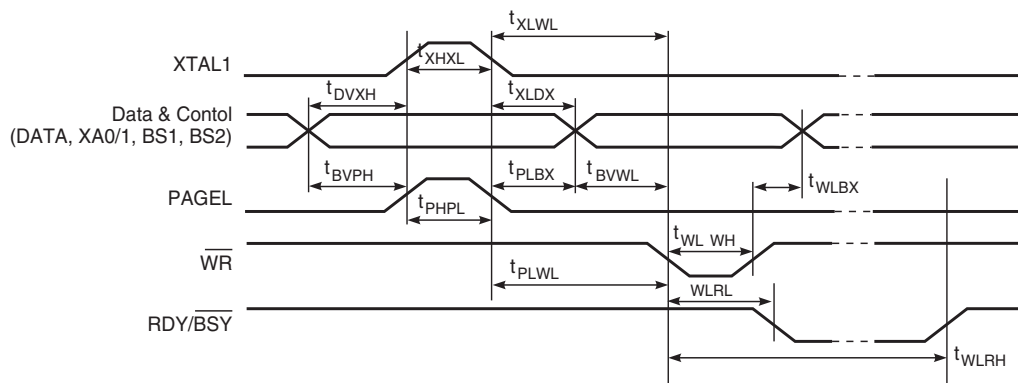 tXLWL
XTAL1
tXHXL
tDVXH
tXLDX
Data & Contol
(DATA, XA0/1, BS1, BS2)
tBVPH
tPLBX
tBVWL
tWLBX
PAGEL
tPHPL
tWL WH
WR
tPLWL
WLRL
RDY/BSY
tWLRH